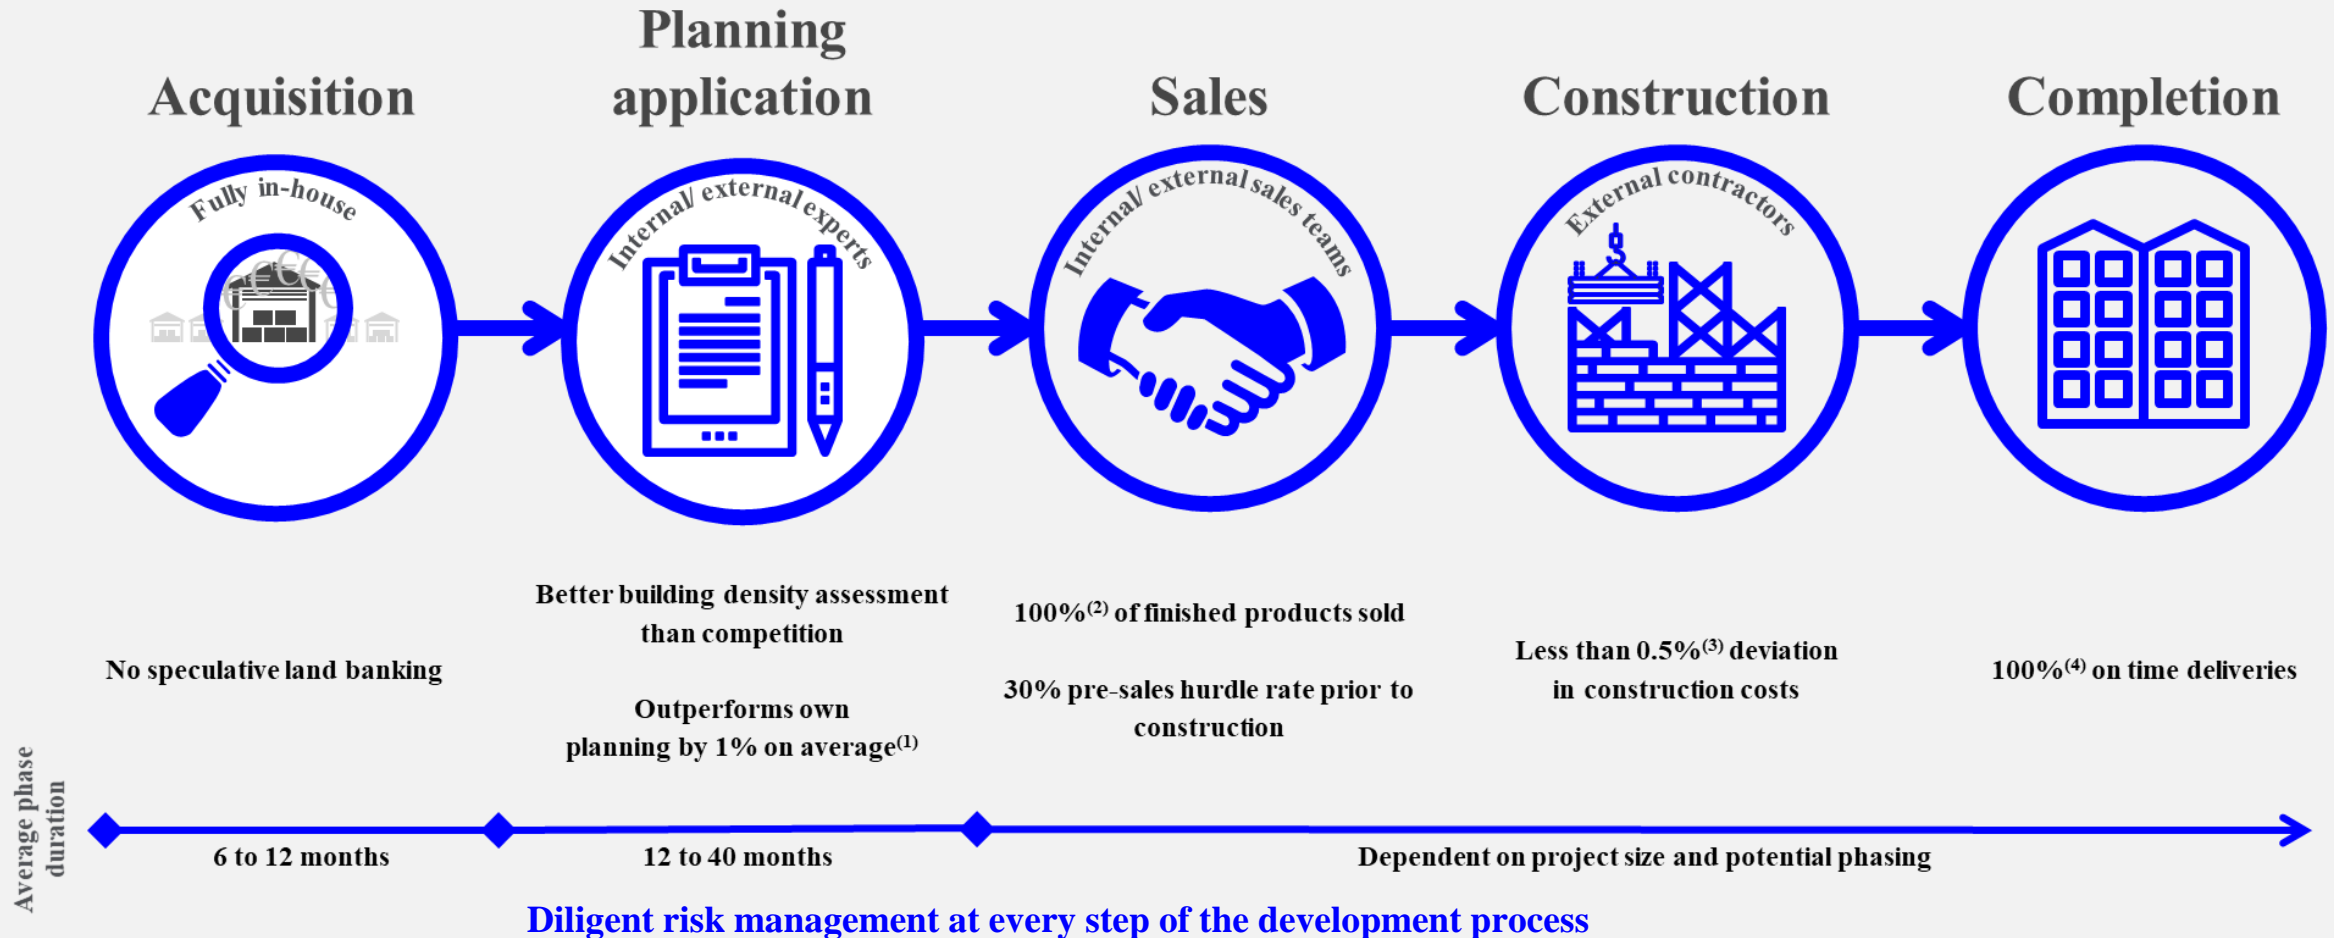 Acquisition
Planning
application
Sales
Construction
Completion
Fully in-house
Internal/ external experts
Internal/ external sales teams
External contractors
€€€€€
No speculative land banking
Better building density assessment
than competition
Outperforms own
planning by 1% on average(1)
100%(2) of finished products sold
30% pre-sales hurdle rate prior to
construction
Less than 0.5%(3) deviation
in construction costs
100%(4) on time deliveries
Average phase
duration
6 to 12 months
12 to 40 months
Dependent on project size and potential phasing
Diligent risk management at every step of the development process